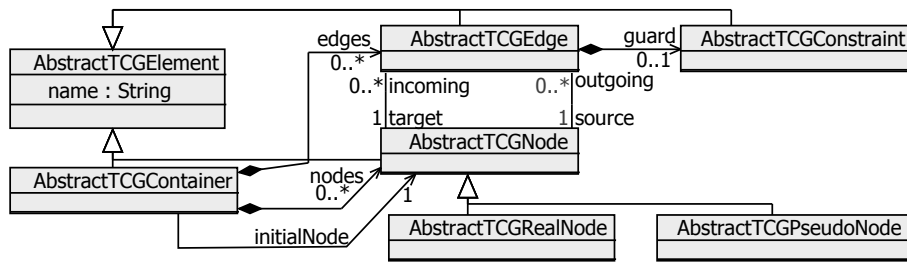 edges
AbstractTCGEdge
guard
AbstractTCGConstraint
AbstractTCGElement
0..*
0..1
name : String
0..*
incoming
0..*
outgoing
1
target
1
source
AbstractTCGNode
AbstractTCGContainer
nodes
0..*
1
initialNode
AbstractTCGRealNode
AbstractTCGPseudoNode